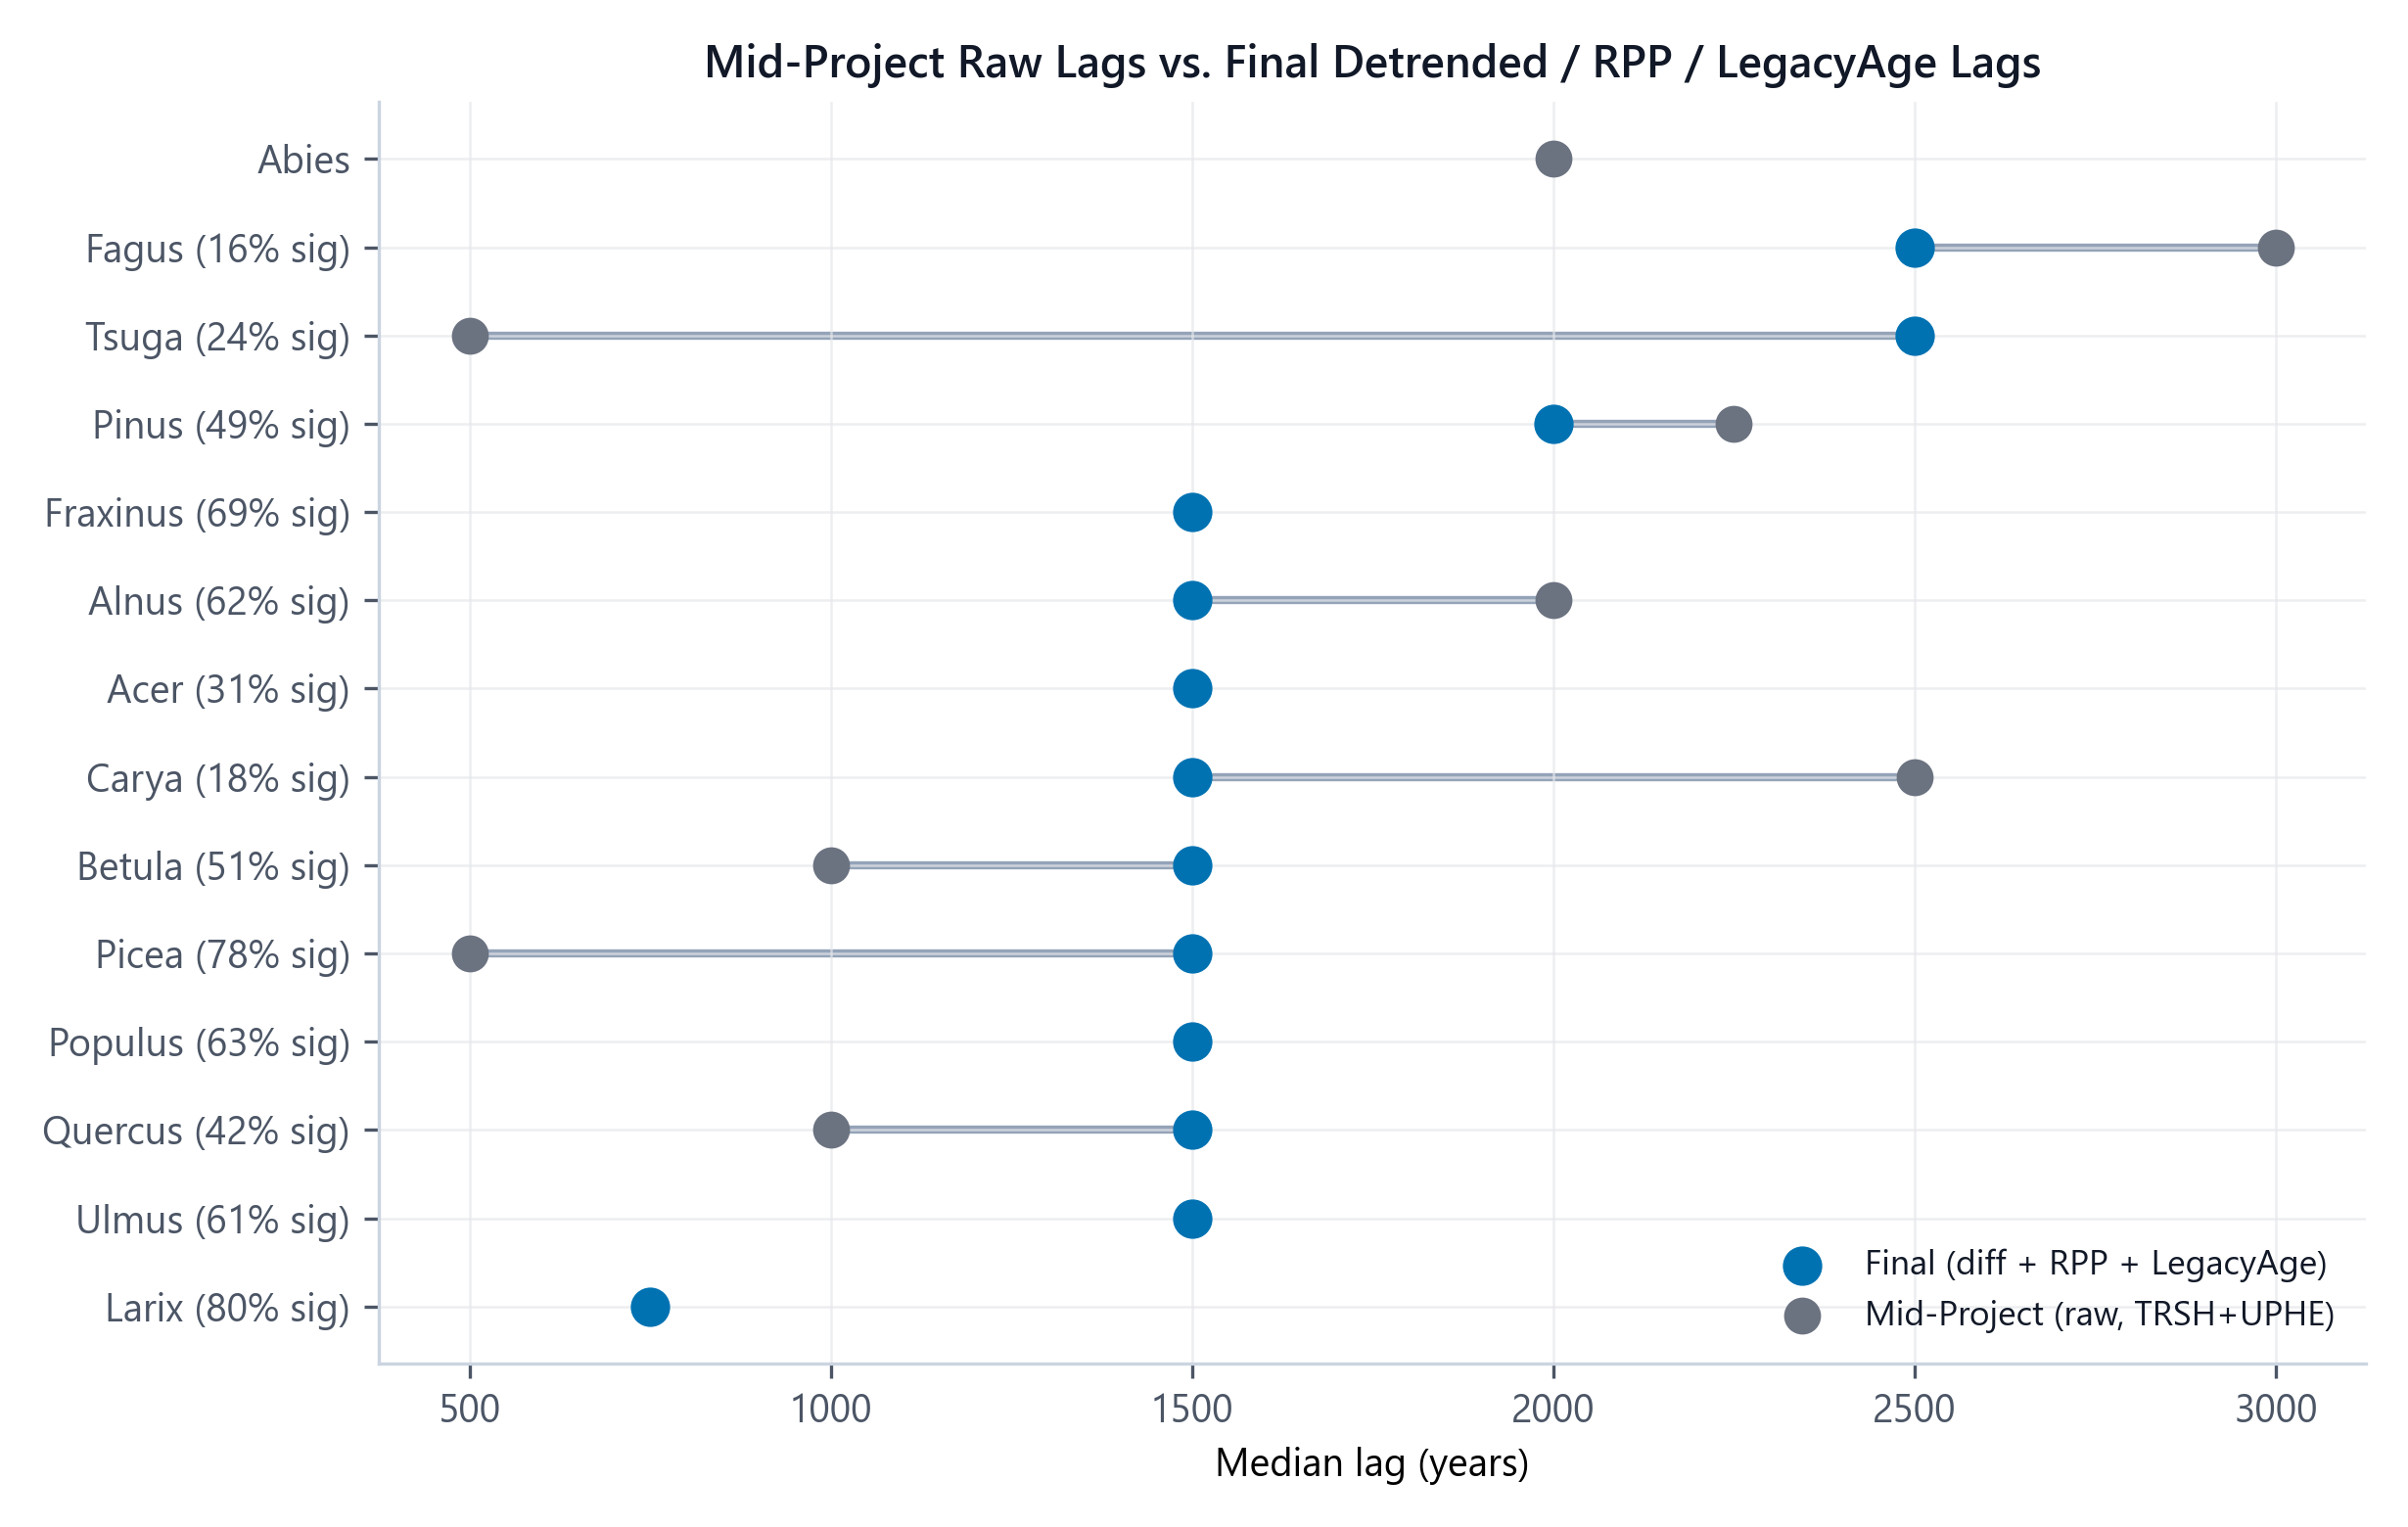 Mid-Project Raw Lags vs. Final Detrended / RPP / LegacyAge Lags
Abies
Fagus (16% sig)
Tsuga (24% sig)
Pinus (49% sig)
Fraxinus (69% sig)
Alnus (62% sig)
Acer (31% sig)
Carya (18% sig)
Betula (51% sig)
Picea (78% sig)
Populus (63% sig)
Quercus (42% sig)
Ulmus (61% sig)
Larix (80% sig)
Final (diff + RPP + LegacyAge)
Mid-Project (raw, TRSH+UPHE)
500 1000 1500 2000 2500 3000
Median lag (years)